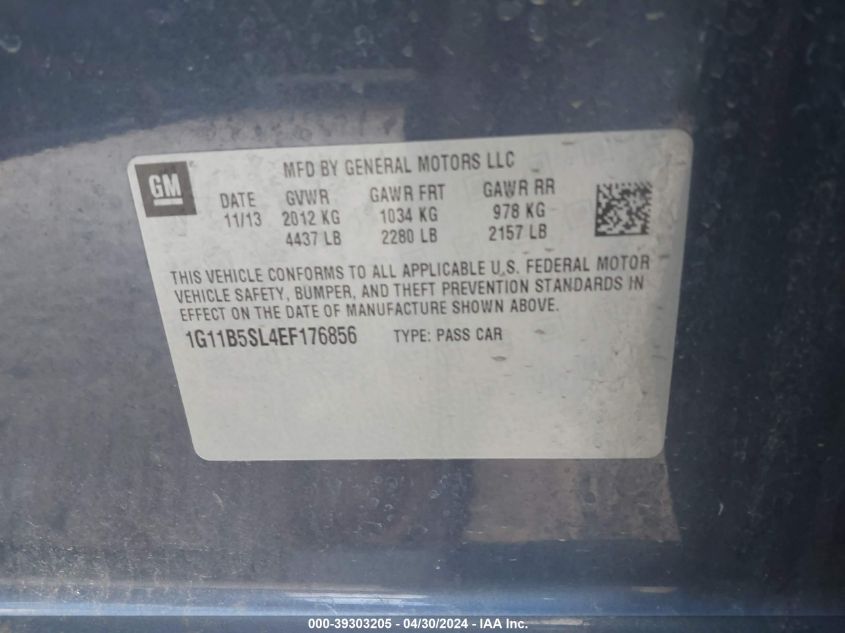 GM
MFD BY GENERAL MOTORS LLC
DATE GVWR GAWR FRT GAWR RR
11/13 2012 KG 1034 KG 978 KG
4437 LB 2280 LB 2157 LB
THIS VEHICLE CONFORMS TO ALL APPLICABLE U.S. FEDERAL MOTOR
VEHICLE SAFETY, BUMPER, AND THEFT PREVENTION STANDARDS IN
EFFECT ON THE DATE OF MANUFACTURE SHOWN ABOVE.
1G11B5SL4EF176856 TYPE: PASS CAR
000-39303205 - 04/30/2024 - IAA Inc.